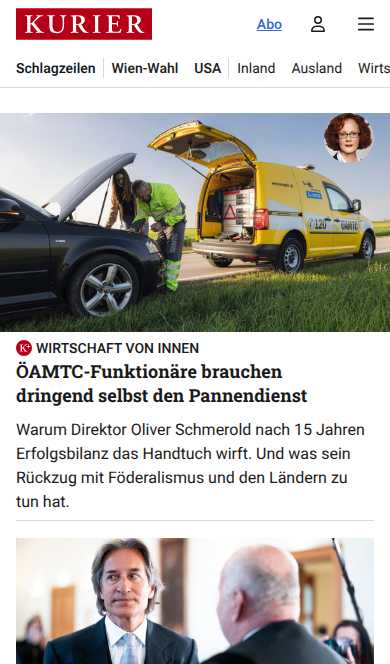 KURIER
Abo
Schlagzeilen
Wien-Wahl
USA
Inland
Ausland
Wirts
120
ÖAMTC
K+ WIRTSCHAFT VON INNEN
ÖAMTC-Funktionäre brauchen
dringend selbst den Pannendienst
Warum Direktor Oliver Schmerold nach 15 Jahren
Erfolgsbilanz das Handtuch wirft. Und was sein
Rückzug mit Föderalismus und den Ländern zu
tun hat.